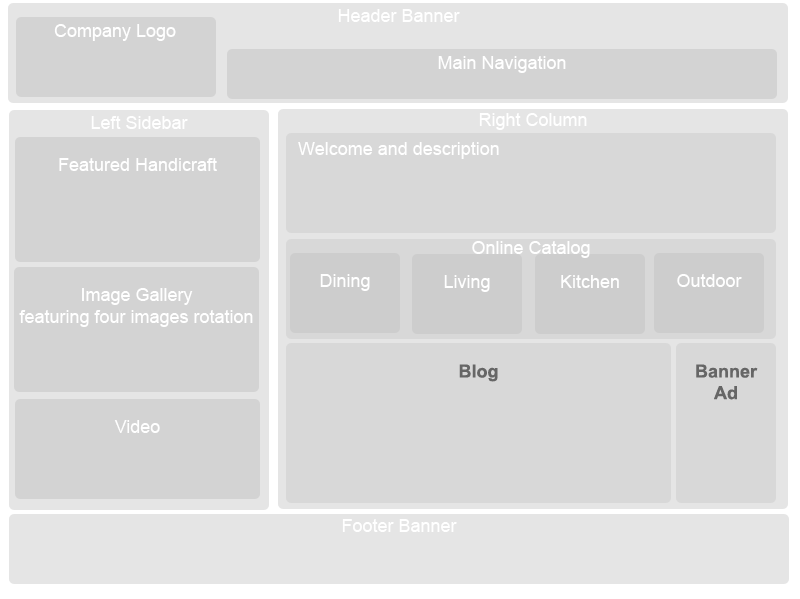 Header Banner
Company Logo
Main Navigation
Left Sidebar
Featured Handicraft
Image Gallery
featuring four images rotation
Video
Right Column
Welcome and description
Online Catalog
Dining
Living
Kitchen
Outdoor
Blog
Banner
Ad
Footer Banner